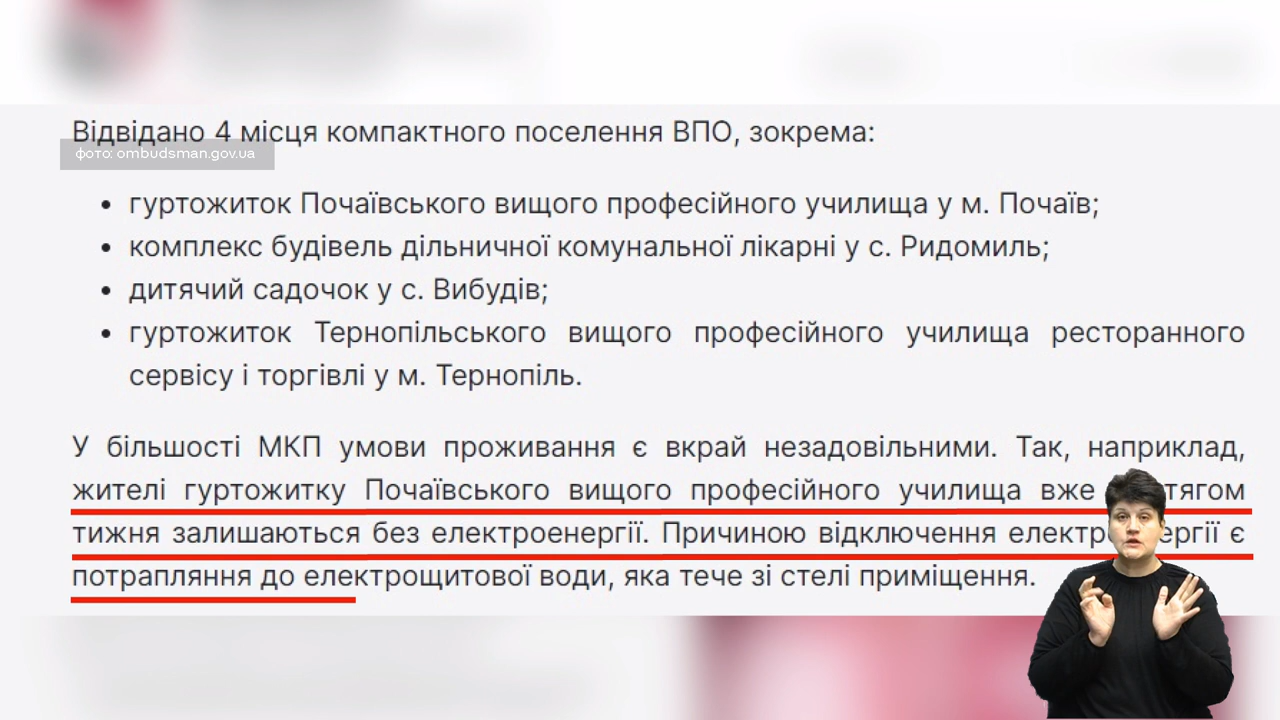 Відвідано 4 місця компактного поселення ВПО, зокрема:
фото: ombudsman.gov.ua
• гуртожиток Почаївського вищого професійного училища у м. Почаїв;
• комплекс будівель дільничної комунальної лікарні у с. Ридомиль;
• дитячий садочок у с. Вибудів;
• гуртожиток Тернопільського вищого професійного училища ресторанного
сервісу і торгівлі у м. Тернопіль.
У більшості МКП умови проживання є вкрай незадовільними. Так, наприклад,
жителі гуртожитку Почаївського вищого професійного училища вже тягом
тижня залишаються без електроенергії. Причиною відключення електро ергії є
потрапляння до електрощитової води, яка тече зі стелі приміщення.